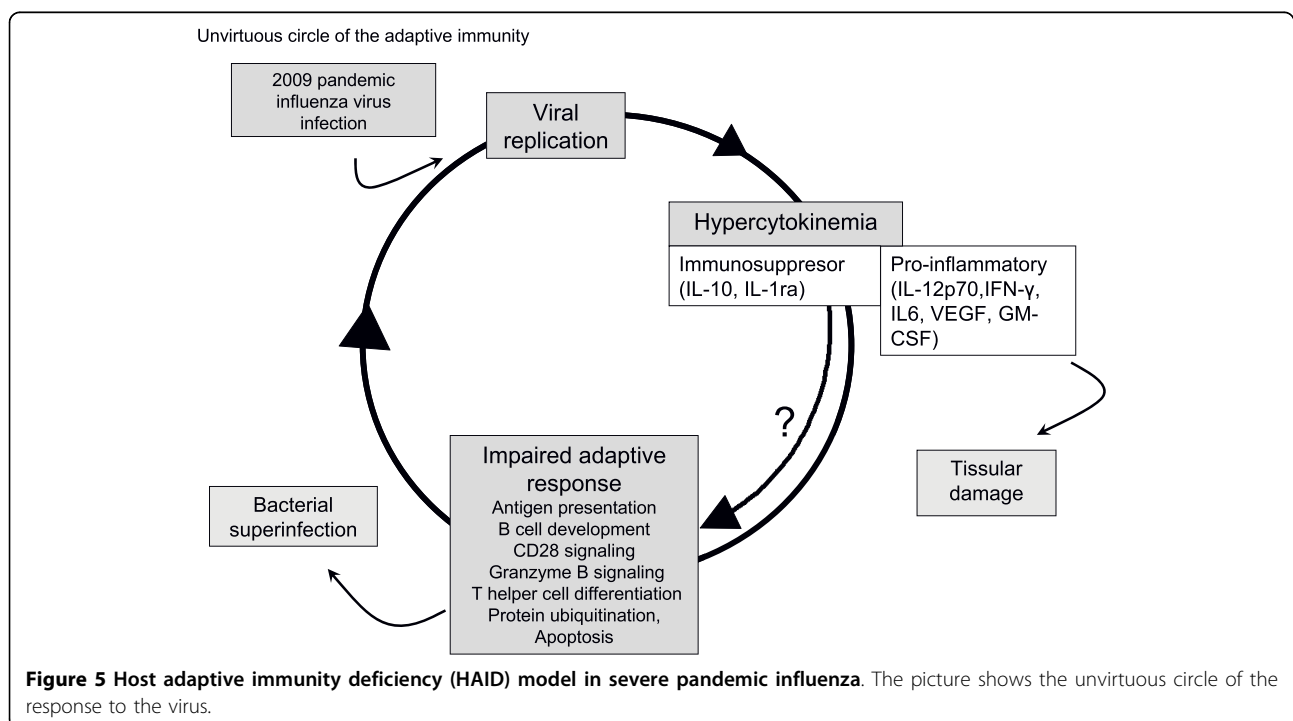 Unvirtuous circle of the adaptive immunity
2009 pandemic
influenza virus
infection
Viral
replication
Hypercytokinemia
Immunosuppresor
(IL-10, IL-1ra)
Pro-inflammatory
(IL-12p70,IFN-γ,
IL6, VEGF, GM-
CSF)
?
Tissular
damage
Impaired adaptive
response
Antigen presentation
B cell development
CD28 signaling
Granzyme B signaling
T helper cell differentiation
Protein ubiquitination,
Apoptosis
Bacterial
superinfection
Figure 5 Host adaptive immunity deficiency (HAID) model in severe pandemic influenza. The picture shows the unvirtuous circle of the
response to the virus.